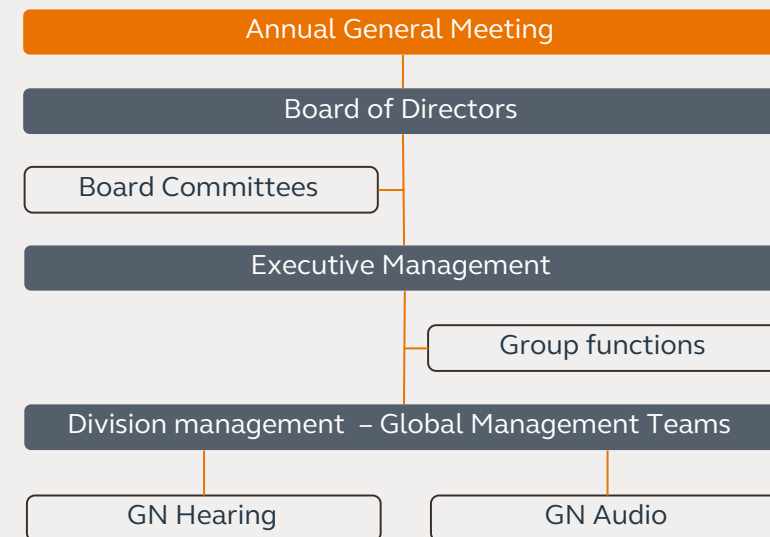 Annual General Meeting
Board of Directors
Board Committees
Executive Management
Group functions
Division management – Global Management Teams
GN Hearing
GN Audio